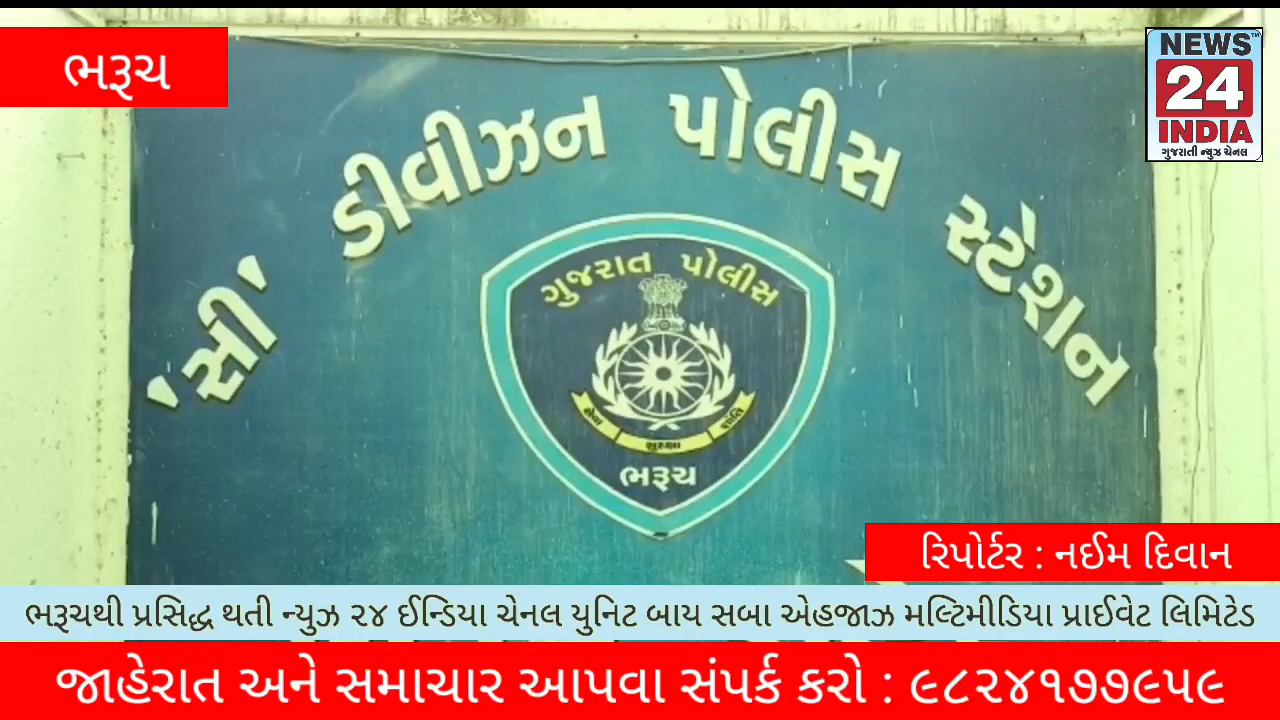 ભરૂચ
NEWS
24
INDIA
ગુજરાતી ન્યુઝ ચેનલ
'સી' ડીવીઝન પોલીસ સ્ટેશન
ગુજરાત પોલીસ
સેવા
સુરક્ષા
શાંતિ
ભરૂચ
રિપોર્ટર : નઈમ દિવાન
ભરૂચથી પ્રસિદ્ધ થતી ન્યુઝ ૨૪ ઈન્ડિયા ચેનલ યુનિટ બાય સબા એહજાઝ મલ્ટિમીડિયા પ્રાઈવેટ લિમિટેડ
જાહેરાત અને સમાચાર આપવા સંપર્ક કરો : ૯૮૨૪૧૭૭૯૫૯